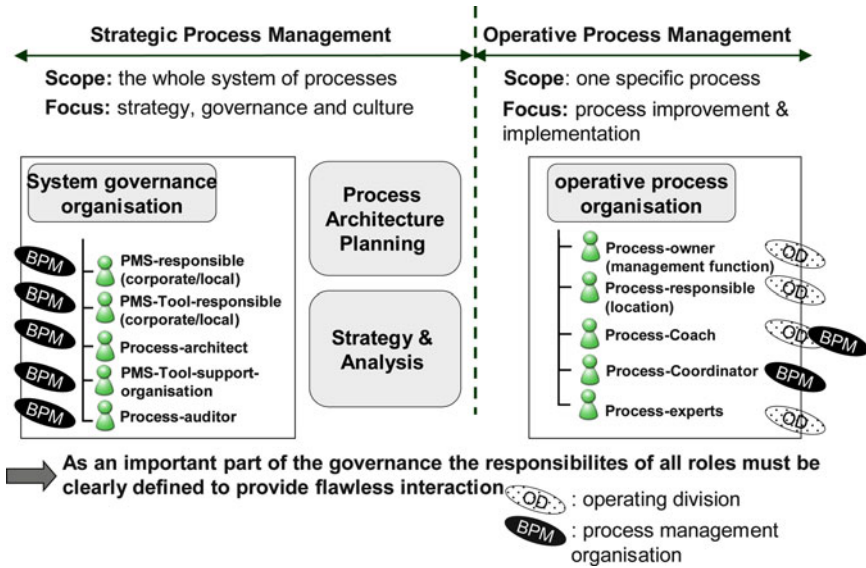 Strategic Process Management
Operative Process Management
Scope: the whole system of processes
Focus: strategy, governance and culture
Scope: one specific process
Focus: process improvement &
implementation
System governance
organisation
BPM
PMS-responsible
(corporate/local)
BPM
PMS-Tool-responsible
(corporate/local)
BPM
Process-architect
BPM
PMS-Tool-support-
organisation
BPM
Process-auditor
Process
Architecture
Planning
Strategy &
Analysis
operative process
organisation
Process-owner
(management function)
OD
Process-responsible
(location)
OD
Process-Coach
OD
BPM
Process-Coordinator
BPM
Process-experts
OD
As an important part of the governance the responsibilites of all roles must be
clearly defined to provide flawless interaction
OD : operating division
BPM : process management
organisation